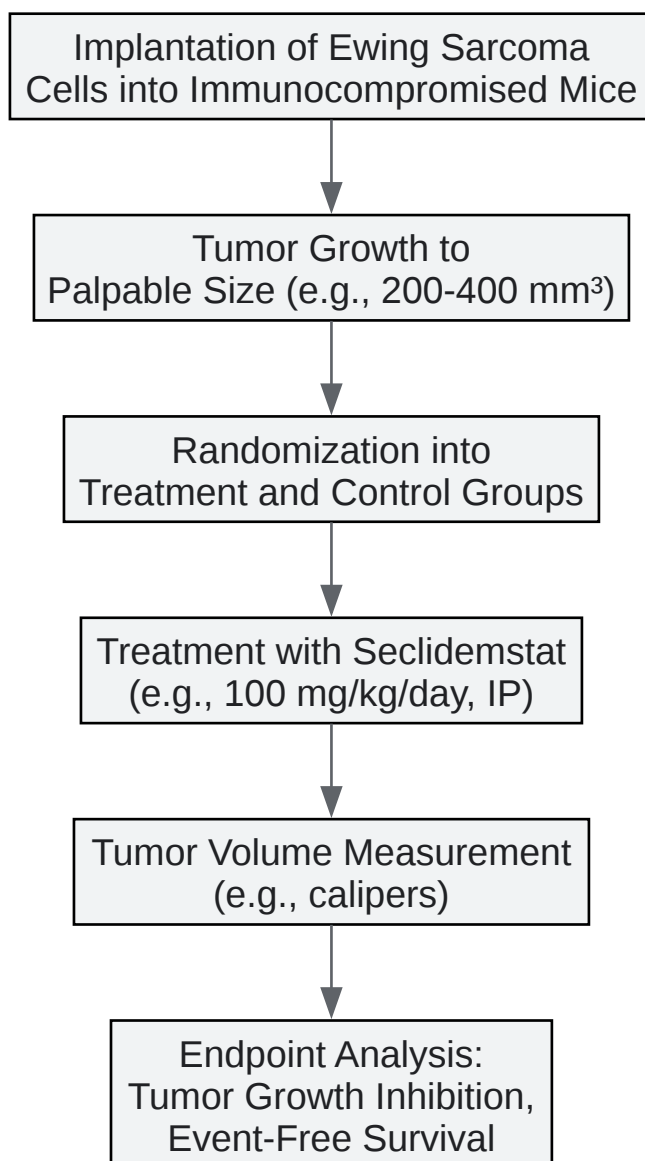 Implantation of Ewing Sarcoma
Cells into Immunocompromised Mice
Tumor Growth to
Palpable Size (e.g., 200-400 mm³)
Randomization into
Treatment and Control Groups
Treatment with Seclidemstat
(e.g., 100 mg/kg/day, IP)
Tumor Volume Measurement
(e.g., calipers)
Endpoint Analysis:
Tumor Growth Inhibition,
Event-Free Survival